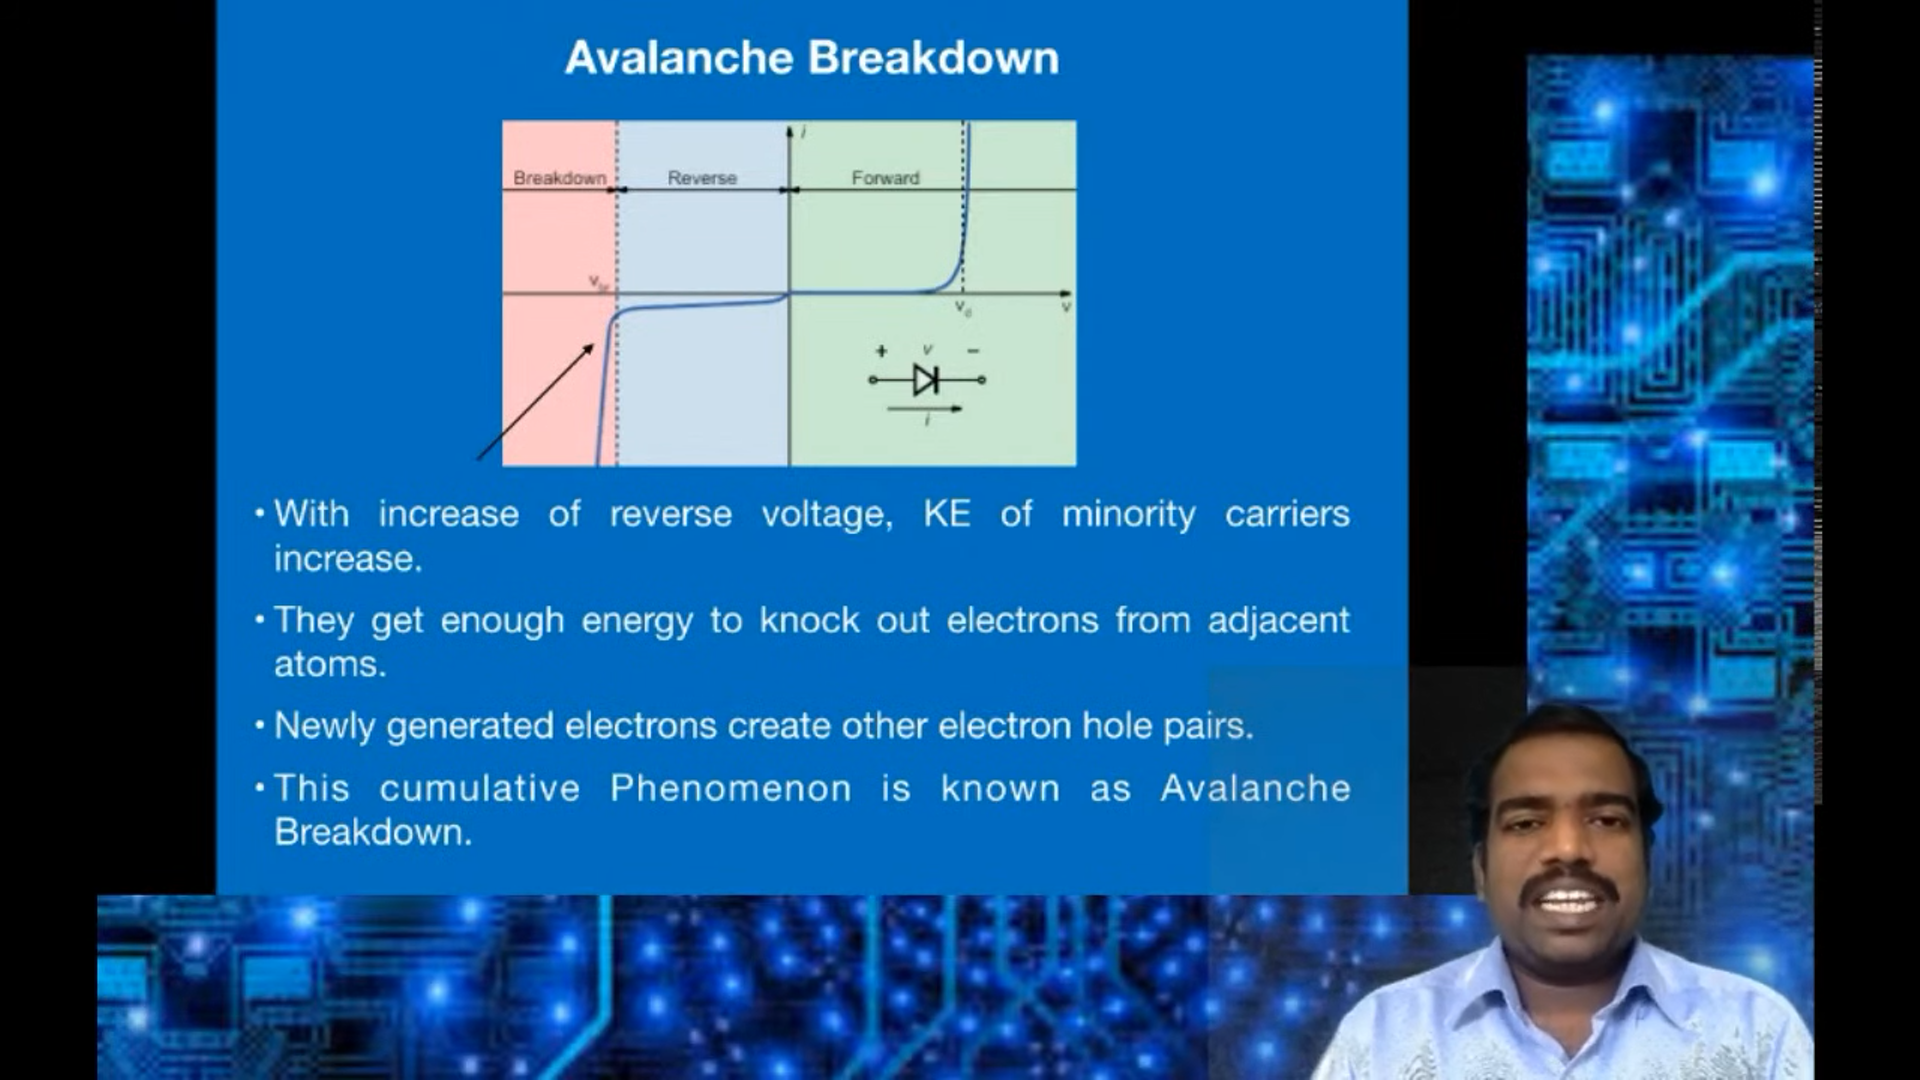 Avalanche Breakdown
i
Breakdown Reverse Forward
V_br
V_d v
+ v −
i
• With increase of reverse voltage, KE of minority carriers
increase.
• They get enough energy to knock out electrons from adjacent
atoms.
• Newly generated electrons create other electron hole pairs.
• This cumulative Phenomenon is known as Avalanche
Breakdown.